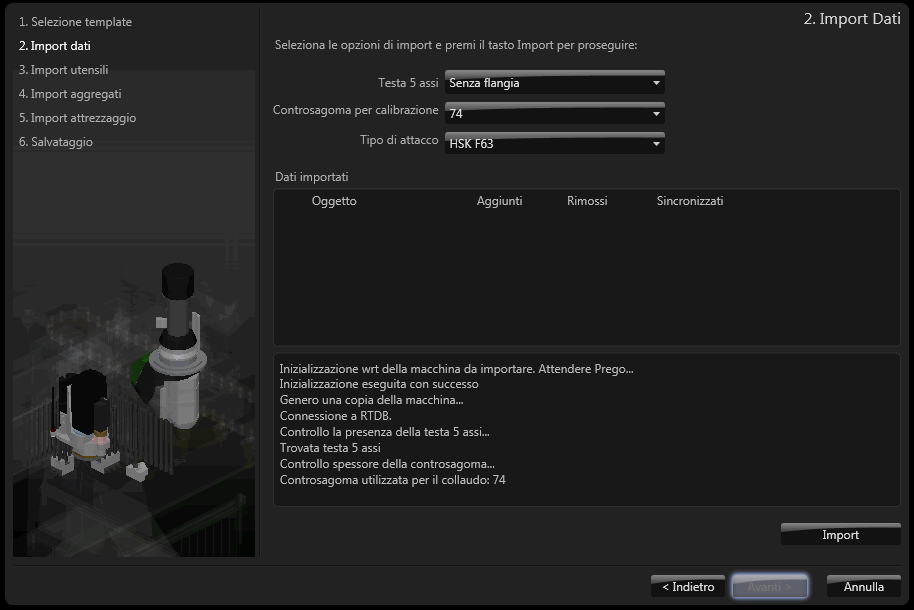 1. Selezione template
2. Import dati
3. Import utensili
4. Import aggregati
5. Import attrezzaggio
6. Salvataggio
2. Import Dati
Seleziona le opzioni di import e premi il tasto Import per proseguire:
Testa 5 assi Senza flangia
Controsagoma per calibrazione 74
Tipo di attacco HSK F63
Dati importati
Oggetto Aggiunti Rimossi Sincronizzati
Inizializzazione wrt della macchina da importare. Attendere Prego...
Inizializzazione eseguita con successo
Genero una copia della macchina...
Connessione a RTDB.
Controllo la presenza della testa 5 assi...
Trovata testa 5 assi
Controllo spessore della controsagoma...
Controsagoma utilizzata per il collaudo: 74
Import
< Indietro Avanti > Annulla